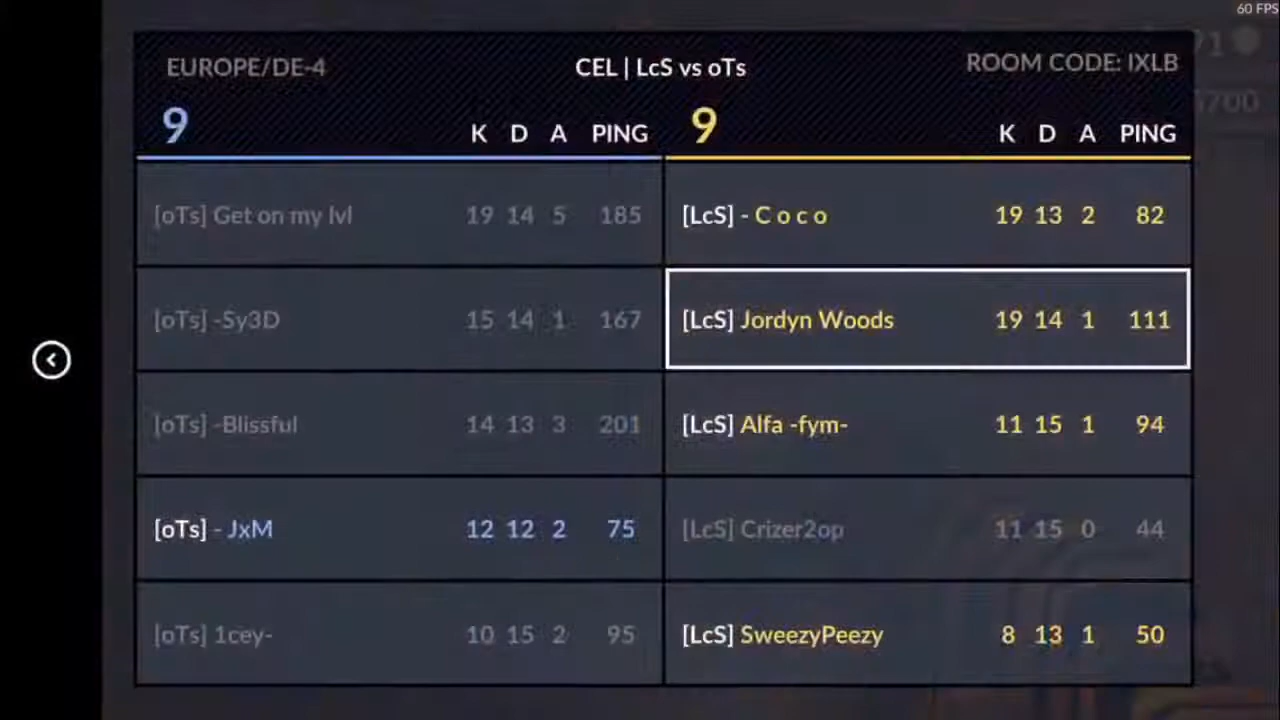 60 FPS
EUROPE/DE-4 CEL | LcS vs oTs ROOM CODE: IXLB
9 K D A PING 9 K D A PING
[oTs] Get on my lvl 19 14 5 185 [LcS] - C o c o 19 13 2 82
[oTs] -Sy3D 15 14 1 167 [LcS] Jordyn Woods 19 14 1 111
[oTs] -Blissful 14 13 3 201 [LcS] Alfa -fym- 11 15 1 94
[oTs] - JxM 12 12 2 75 [LcS] Crizer2op 11 15 0 44
[oTs] 1cey- 10 15 2 95 [LcS] SweezyPeezy 8 13 1 50